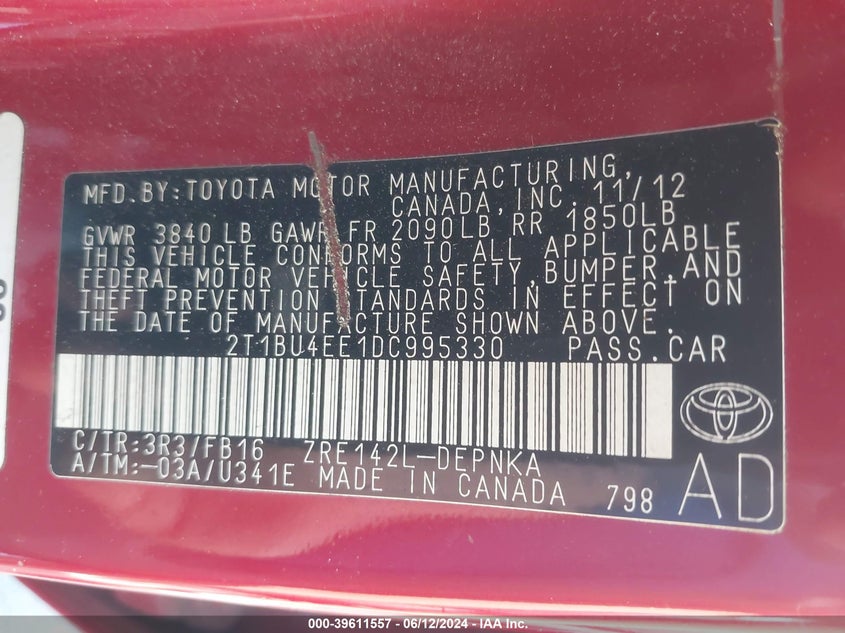 MFD.BY:TOYOTA MOTOR MANUFACTURING,
CANADA,INC. 11/12
GVWR 3840 LB GAWR FR 2090LB RR 1850LB
THIS VEHICLE CONFORMS TO ALL APPLICABLE
FEDERAL MOTOR VEHICLE SAFETY,BUMPER,AND
THEFT PREVENTION STANDARDS IN EFFECT ON
THE DATE OF MANUFACTURE SHOWN ABOVE.
2T1BU4EE1DC995330 PASS.CAR
C/TR:3R3/FB16 ZRE142L-DEPNKA
A/TM:-03A/U341E MADE IN CANADA 798 AD
000-39611557 - 06/12/2024 - IAA Inc.